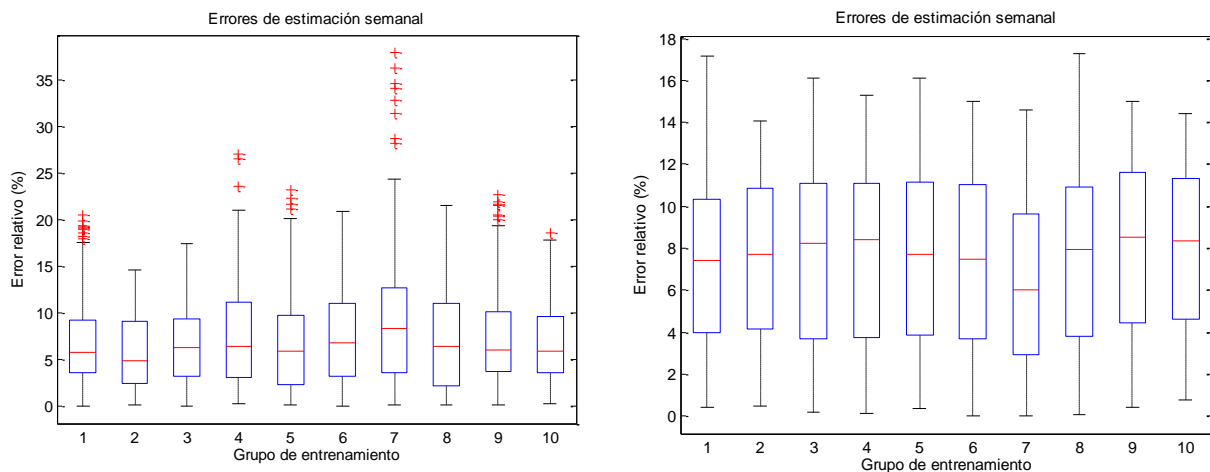 Errores de estimación semanal
Error relativo (%)
35
30
25
20
15
10
5
0
1 2 3 4 5 6 7 8 9 10
Grupo de entrenamiento
Errores de estimación semanal
Error relativo (%)
18
16
14
12
10
8
6
4
2
0
1 2 3 4 5 6 7 8 9 10
Grupo de entrenamiento